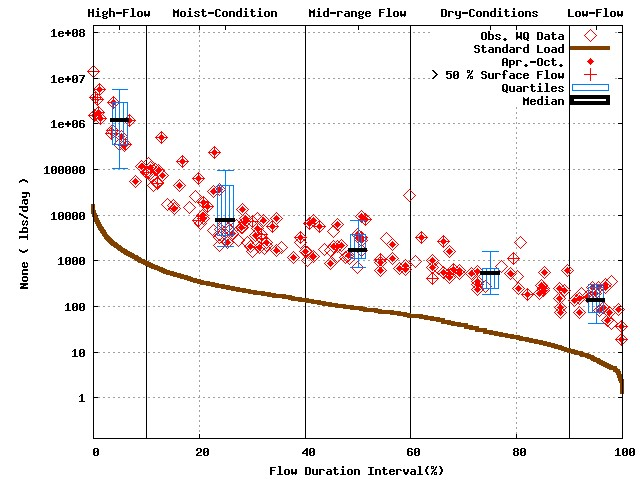 High-Flow Moist-Condition Mid-range Flow Dry-Conditions Low-Flow
1e+08
Obs. WQ Data
Standard Load
Apr.-Oct.
> 50 % Surface Flow
Quartiles
Median
1e+07
1e+06
100000
10000
1000
100
10
1
None ( lbs/day )
0 20 40 60 80 100
Flow Duration Interval(%)